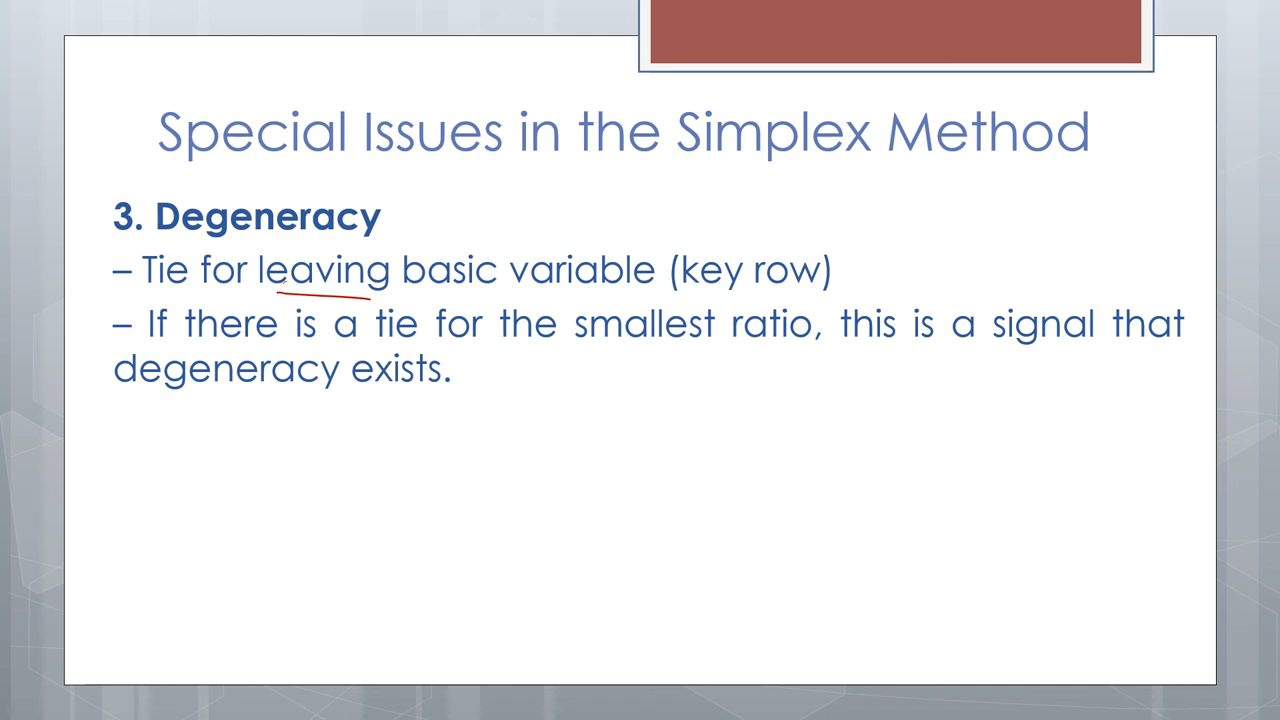 Special Issues in the Simplex Method
3. Degeneracy
– Tie for leaving basic variable (key row)
– If there is a tie for the smallest ratio, this is a signal that
degeneracy exists.